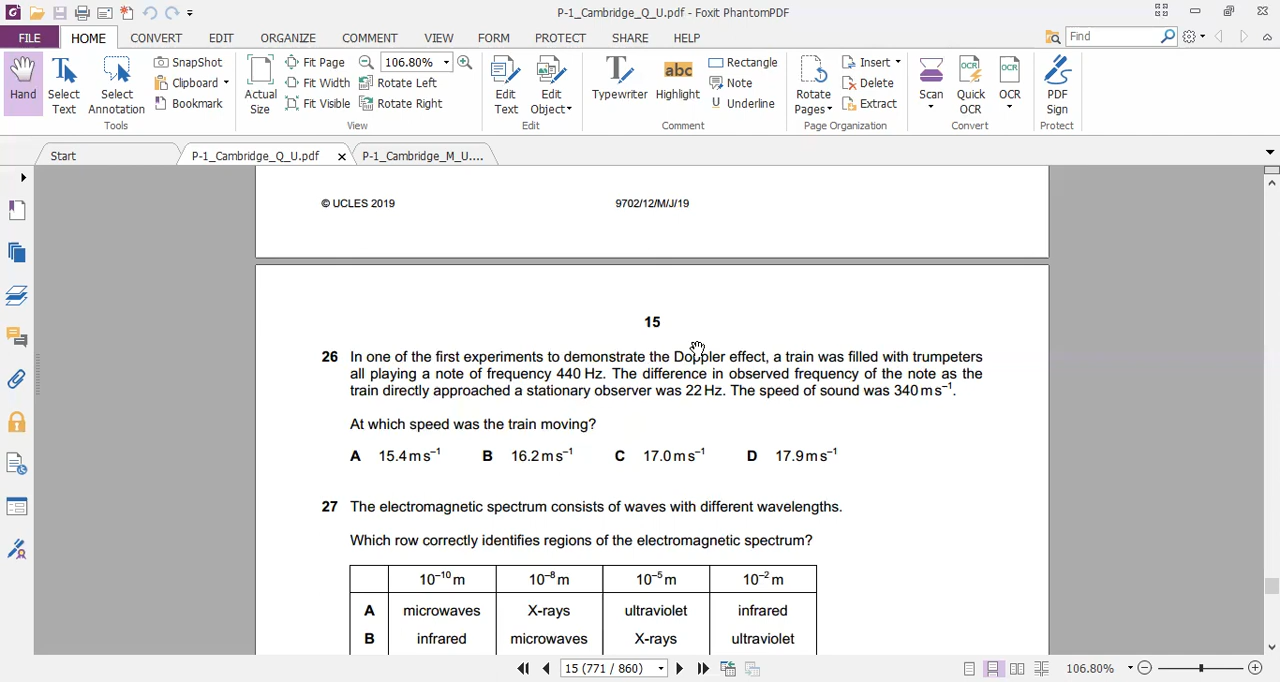 P-1_Cambridge_Q_U.pdf - Foxit PhantomPDF
FILE HOME CONVERT EDIT ORGANIZE COMMENT VIEW FORM PROTECT SHARE HELP Find
Hand Select Text Select Annotation SnapShot Clipboard Bookmark Tools
Actual Size Fit Page Fit Width Fit Visible 106.80% Rotate Left Rotate Right View
Edit Text Edit Object Edit
Typewriter abc Highlight Rectangle Note U Underline Comment
Rotate Pages Insert Delete Extract Page Organization
Scan OCR Quick OCR OCR OCR Convert
PDF Sign Protect
Start P-1_Cambridge_Q_U.pdf P-1_Cambridge_M_U....
© UCLES 2019 9702/12/M/J/19
15
26 In one of the first experiments to demonstrate the Doppler effect, a train was filled with trumpeters
all playing a note of frequency 440 Hz. The difference in observed frequency of the note as the
train directly approached a stationary observer was 22 Hz. The speed of sound was 340 m s⁻¹.
At which speed was the train moving?
A 15.4 m s⁻¹ B 16.2 m s⁻¹ C 17.0 m s⁻¹ D 17.9 m s⁻¹
27 The electromagnetic spectrum consists of waves with different wavelengths.
Which row correctly identifies regions of the electromagnetic spectrum?
10⁻¹⁰ m 10⁻⁸ m 10⁻⁵ m 10⁻² m
A microwaves X-rays ultraviolet infrared
B infrared microwaves X-rays ultraviolet
15 (771 / 860) 106.80%